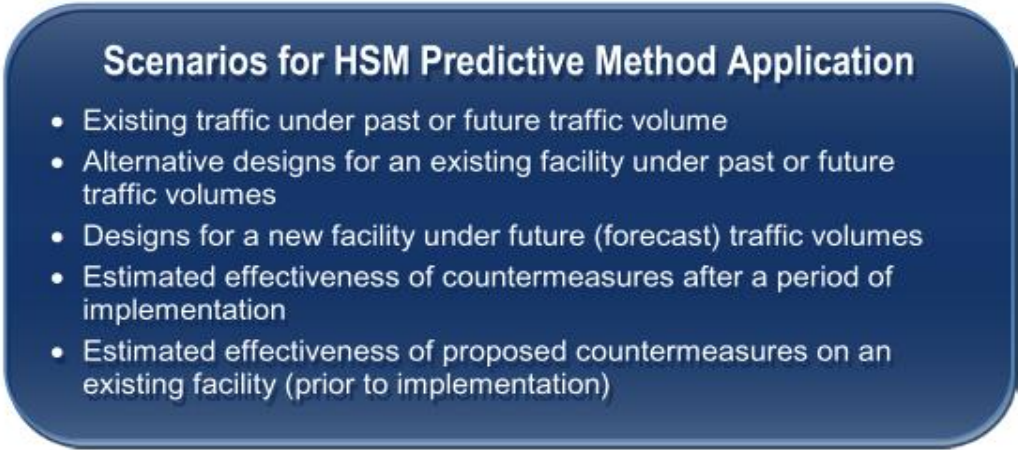 Scenarios for HSM Predictive Method Application
• Existing traffic under past or future traffic volume
• Alternative designs for an existing facility under past or future
traffic volumes
• Designs for a new facility under future (forecast) traffic volumes
• Estimated effectiveness of countermeasures after a period of
implementation
• Estimated effectiveness of proposed countermeasures on an
existing facility (prior to implementation)